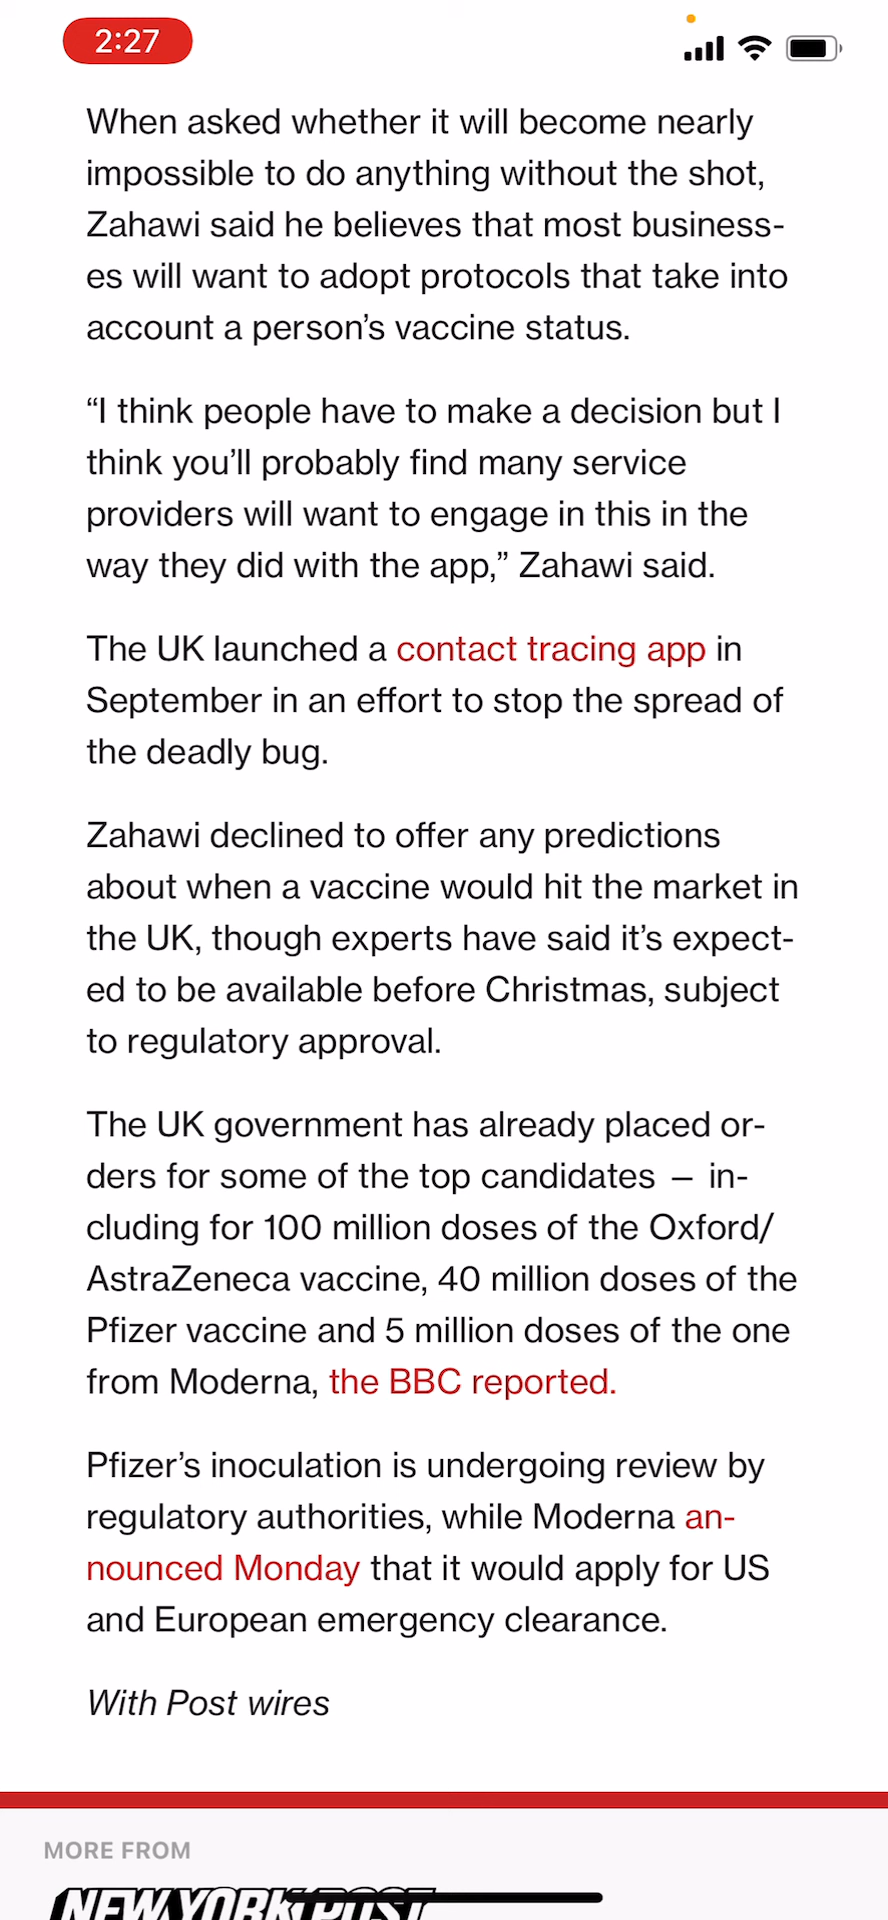 2:27
When asked whether it will become nearly
impossible to do anything without the shot,
Zahawi said he believes that most business-
es will want to adopt protocols that take into
account a person’s vaccine status.
“I think people have to make a decision but I
think you’ll probably find many service
providers will want to engage in this in the
way they did with the app,” Zahawi said.
The UK launched a contact tracing app in
September in an effort to stop the spread of
the deadly bug.
Zahawi declined to offer any predictions
about when a vaccine would hit the market in
the UK, though experts have said it’s expect-
ed to be available before Christmas, subject
to regulatory approval.
The UK government has already placed or-
ders for some of the top candidates — in-
cluding for 100 million doses of the Oxford/
AstraZeneca vaccine, 40 million doses of the
Pfizer vaccine and 5 million doses of the one
from Moderna, the BBC reported.
Pfizer’s inoculation is undergoing review by
regulatory authorities, while Moderna an-
nounced Monday that it would apply for US
and European emergency clearance.
With Post wires
MORE FROM
NEW YORK POST